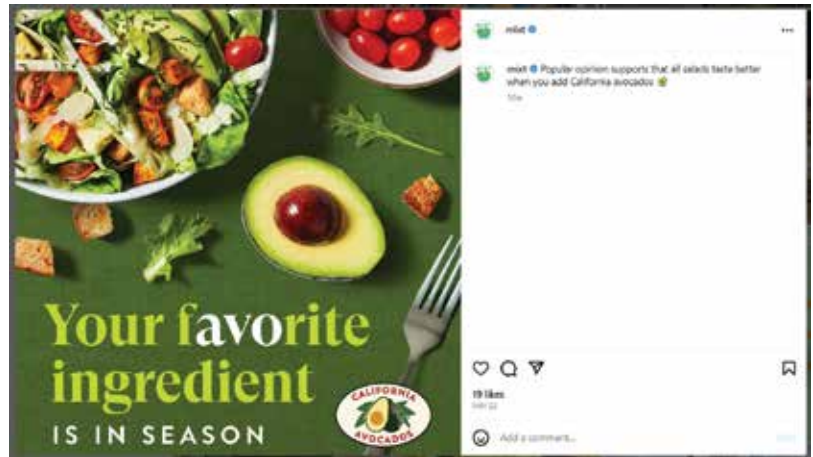 Your favorite
ingredient
IS IN SEASON
CALIFORNIA
AVOCADOS
mixt
mixt Popular opinion supports that all salads taste better
when you add California avocados
19 likes
Add a comment...